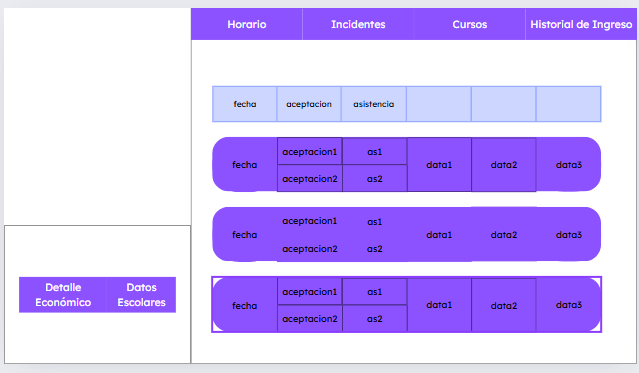 Horario Incidentes Cursos Historial de Ingreso
fecha aceptacion asistencia
aceptacion1 as1
fecha data1 data2 data3
aceptacion2 as2
aceptacion1 as1
fecha data1 data2 data3
aceptacion2 as2
aceptacion1 as1
fecha data1 data2 data3
aceptacion2 as2
Detalle Datos
Económico Escolares